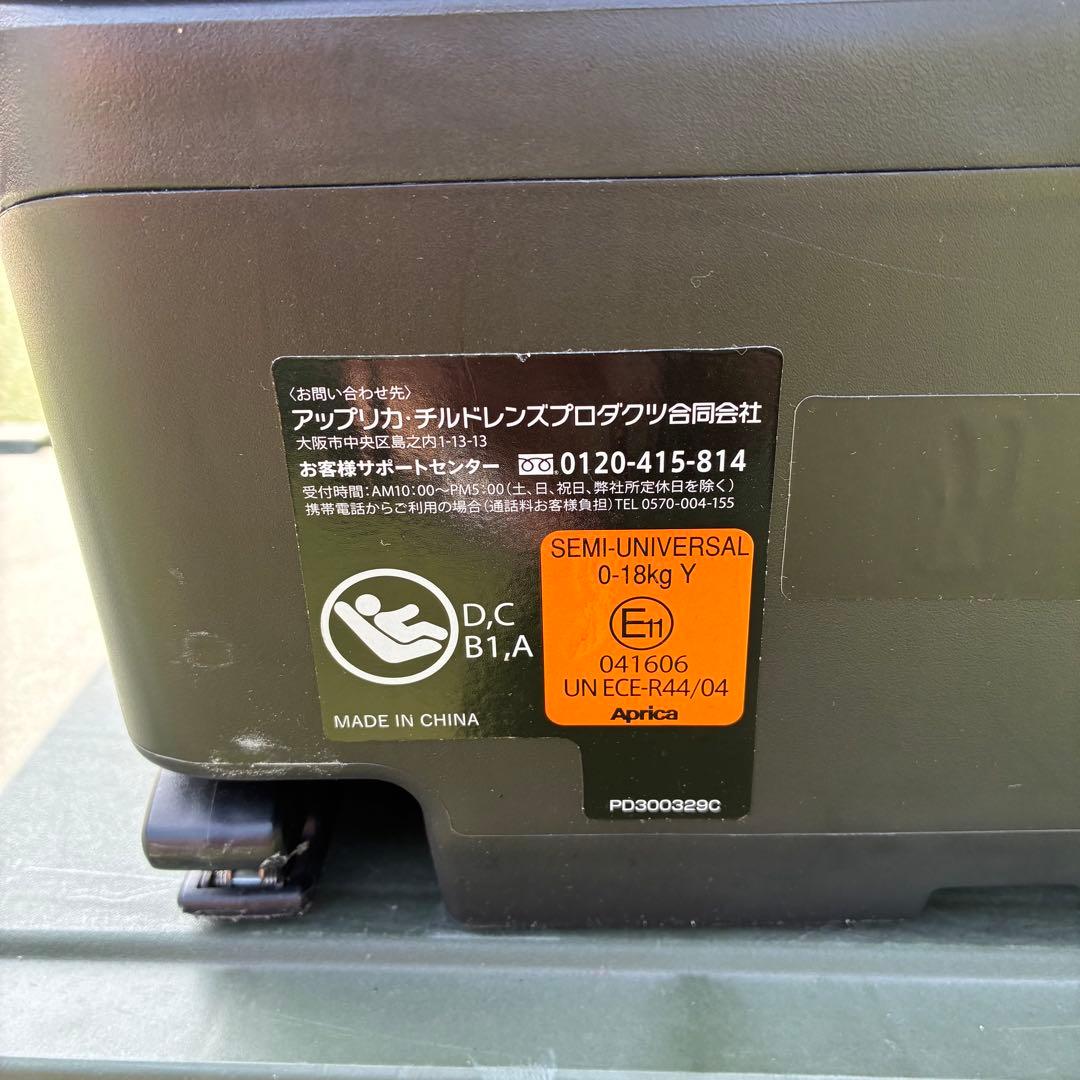 〈お問い合わせ先〉
アップリカ・チルドレンズプロダクツ合同会社
大阪市中央区島之内1-13-13
お客様サポートセンター 0120-415-814
受付時間：AM10：00～PM5：00（土、日、祝日、弊社所定休日を除く）
携帯電話からご利用の場合（通話料お客様負担）TEL 0570-004-155
D,C
B1,A
MADE IN CHINA
SEMI-UNIVERSAL
0-18kg Y
E11
041606
UN ECE-R44/04
Aprica
PD300329C